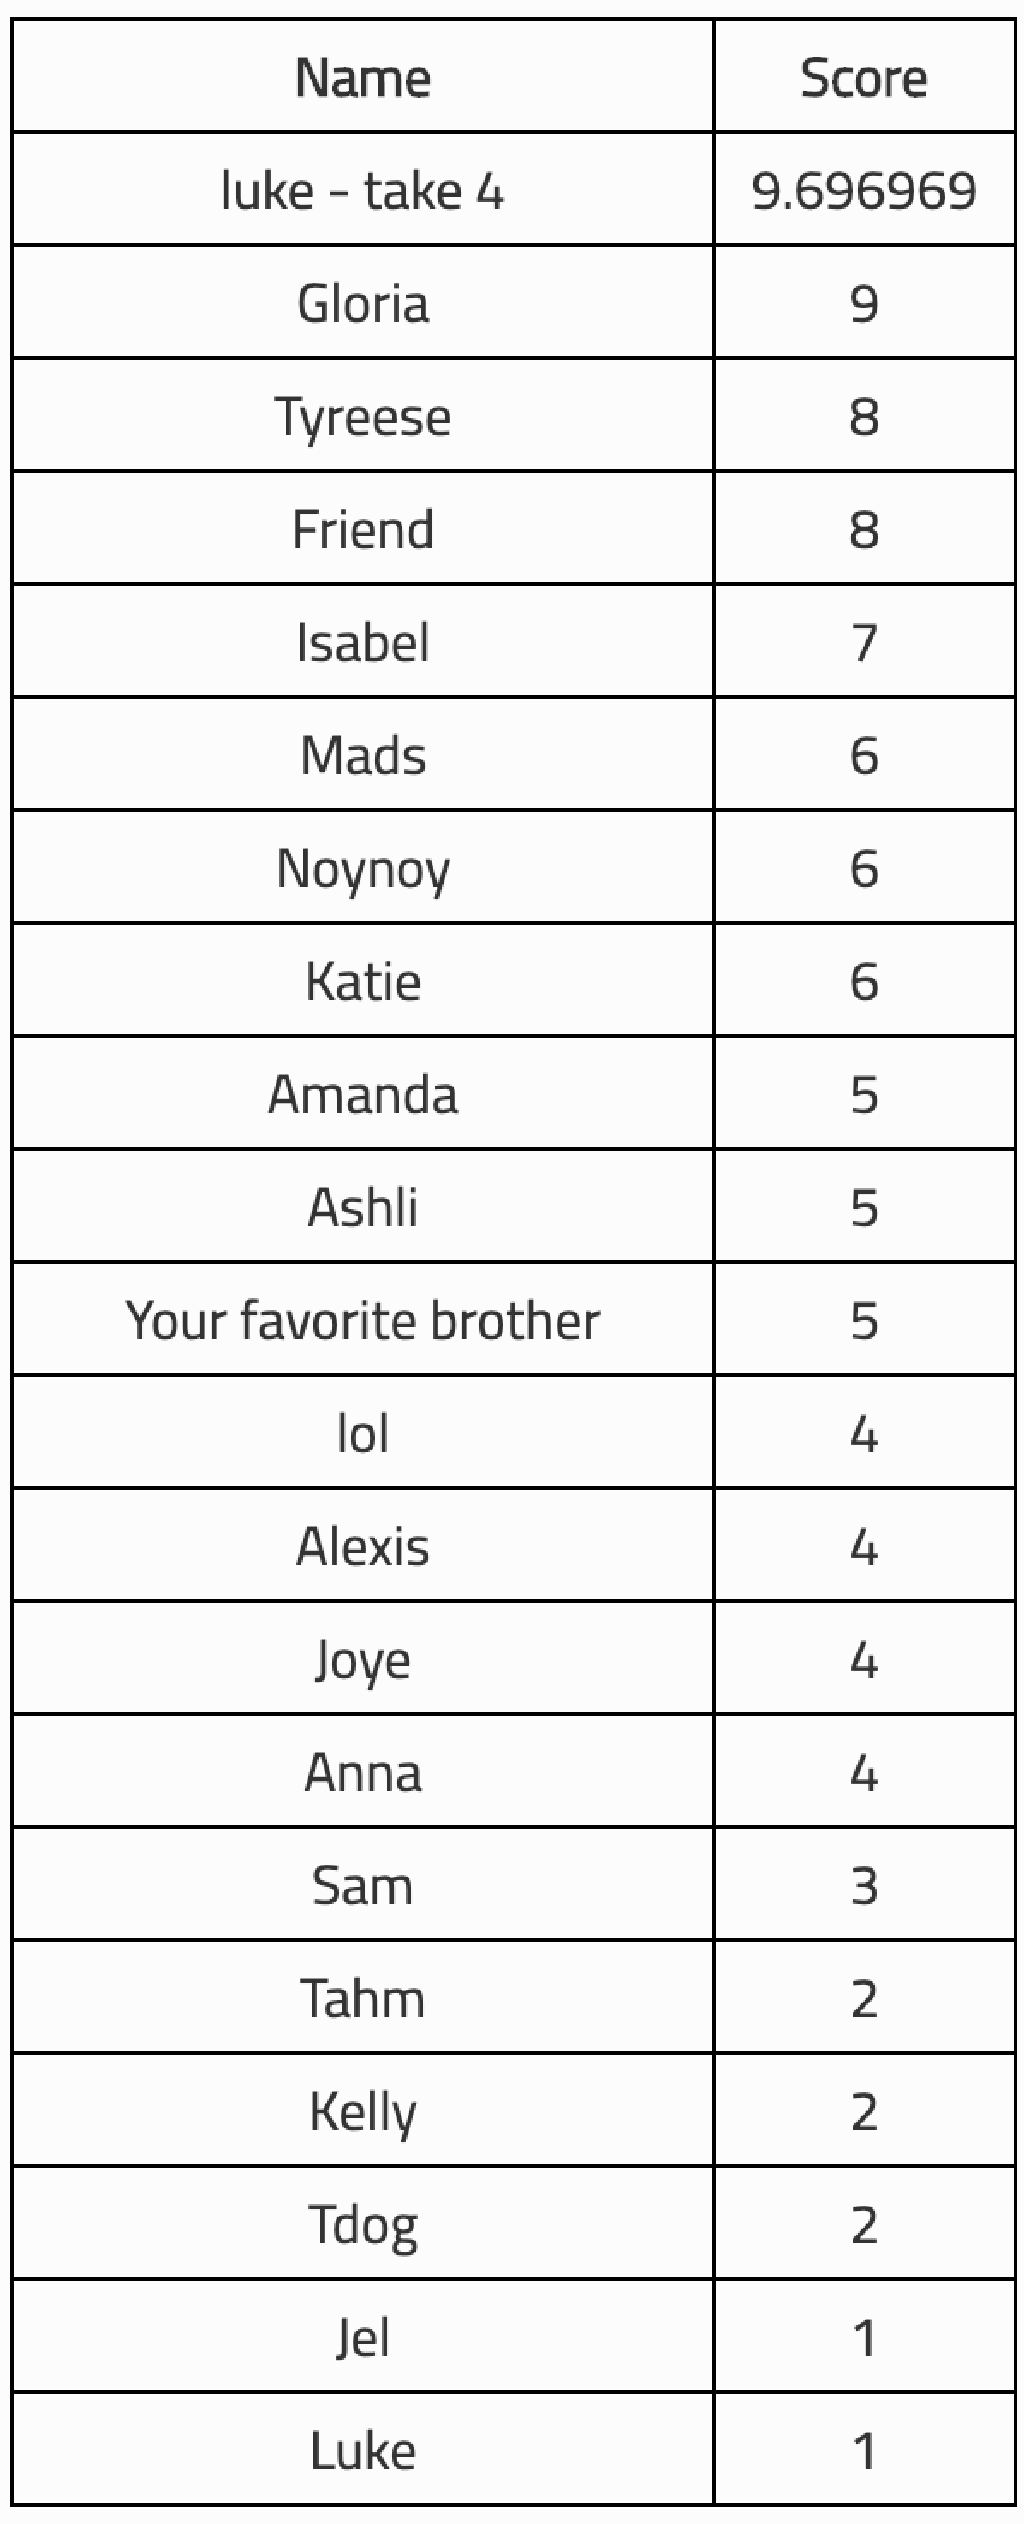 Name Score
luke - take 4 9.696969
Gloria 9
Tyreese 8
Friend 8
Isabel 7
Mads 6
Noynoy 6
Katie 6
Amanda 5
Ashli 5
Your favorite brother 5
lol 4
Alexis 4
Joye 4
Anna 4
Sam 3
Tahm 2
Kelly 2
Tdog 2
Jel 1
Luke 1